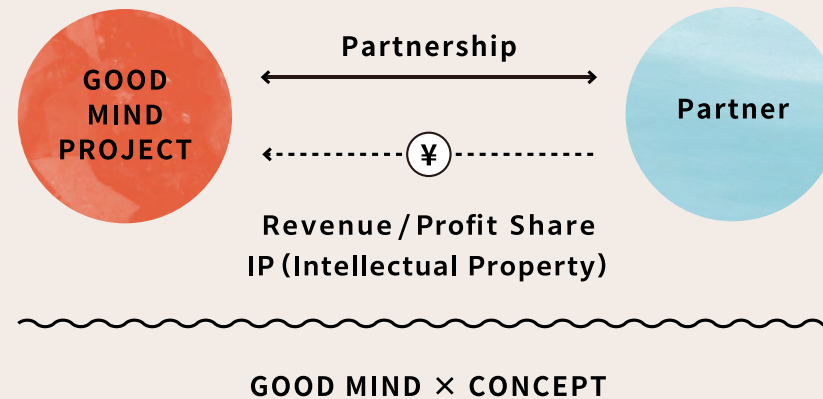 Partnership
GOOD
MIND
PROJECT
Partner
¥
Revenue/Profit Share
IP (Intellectual Property)
GOOD MIND × CONCEPT